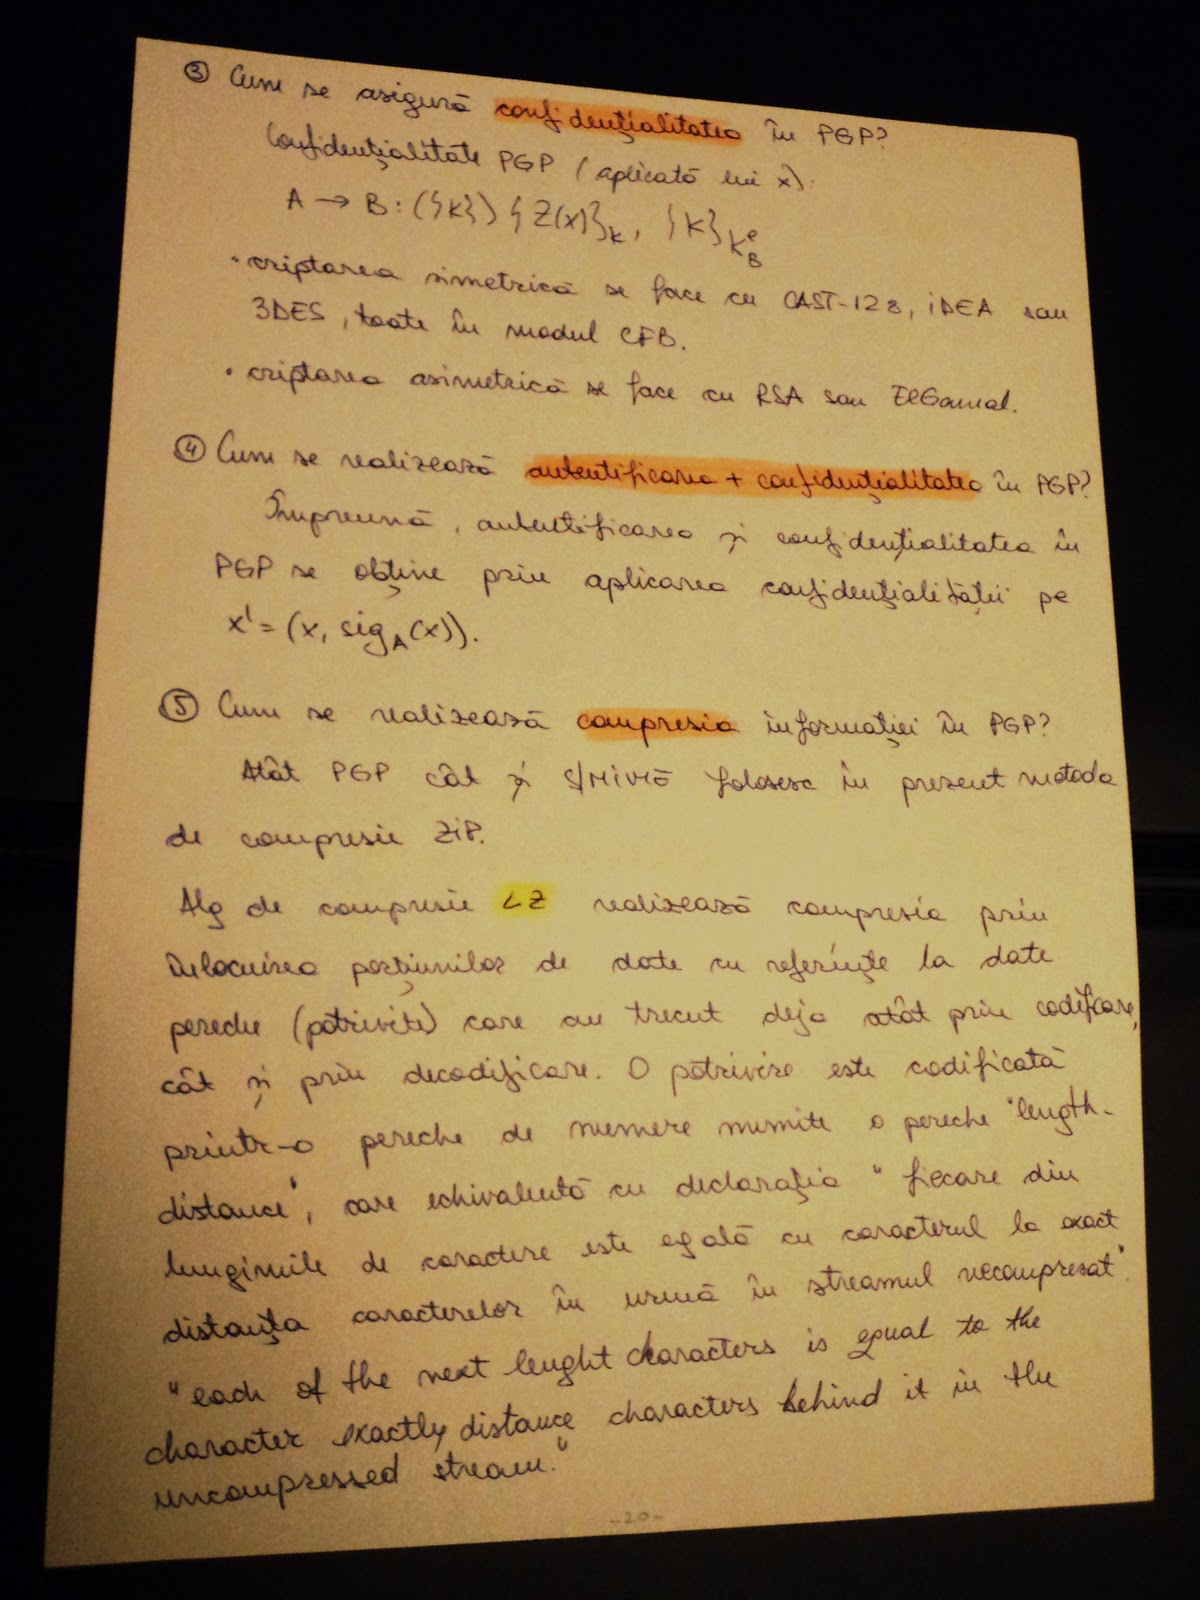 ③ Cum se asigură confidențialitatea în PGP?
Confidențialitate PGP (aplicată lui x):
A → B: ({K}) {Z(x)}_K, {K}_{K_B^e}
• criptarea simetrică se face cu CAST-128, IDEA sau
3DES, toate în modul CFB.
• criptarea asimetrică se face cu RSA sau ElGamal.
④ Cum se realizează autentificarea + confidențialitatea în PGP?
Împreună, autentificarea și confidențialitatea în
PGP se obține prin aplicarea confidențialității pe
x' = (x, sig_A(x)).
⑤ Cum se realizează compresia informației în PGP?
Atât PGP cât și S/MIME folosesc în prezent metoda
de compresie ZIP.
Alg de compresie LZ realizează compresia prin
înlocuirea porțiunilor de date cu referințe la date
pereche (potrivite) care au trecut deja atât prin codificare,
cât și prin decodificare. O potrivire este codificată
printr-o pereche de numere numite o pereche "length-
distance", care echivalentă cu declarația "fiecare din
lungimile de caractere este egală cu caracterul la exact
distanța caracterelor în urmă în streamul necompresat".
"each of the next lenght characters is equal to the
character exactly distance characters behind it in the
uncompressed stream."
-20-